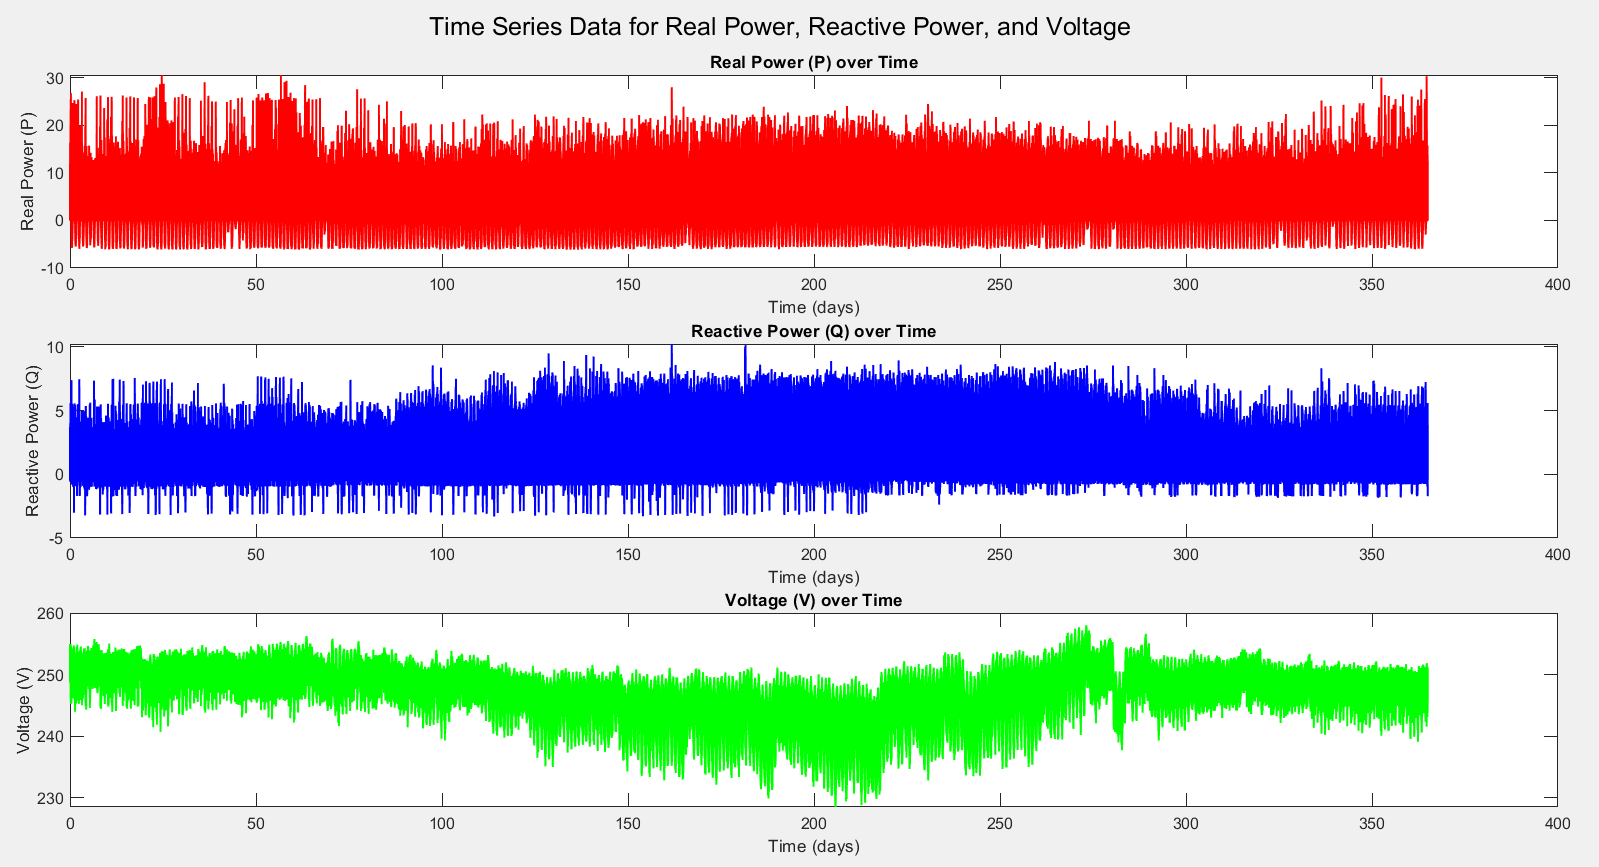 Time Series Data for Real Power, Reactive Power, and Voltage
Real Power (P) over Time
Real Power (P)
30
20
10
0
-10
0 50 100 150 200 250 300 350 400
Time (days)
Reactive Power (Q) over Time
Reactive Power (Q)
10
5
0
-5
0 50 100 150 200 250 300 350 400
Time (days)
Voltage (V) over Time
Voltage (V)
260
250
240
230
0 50 100 150 200 250 300 350 400
Time (days)